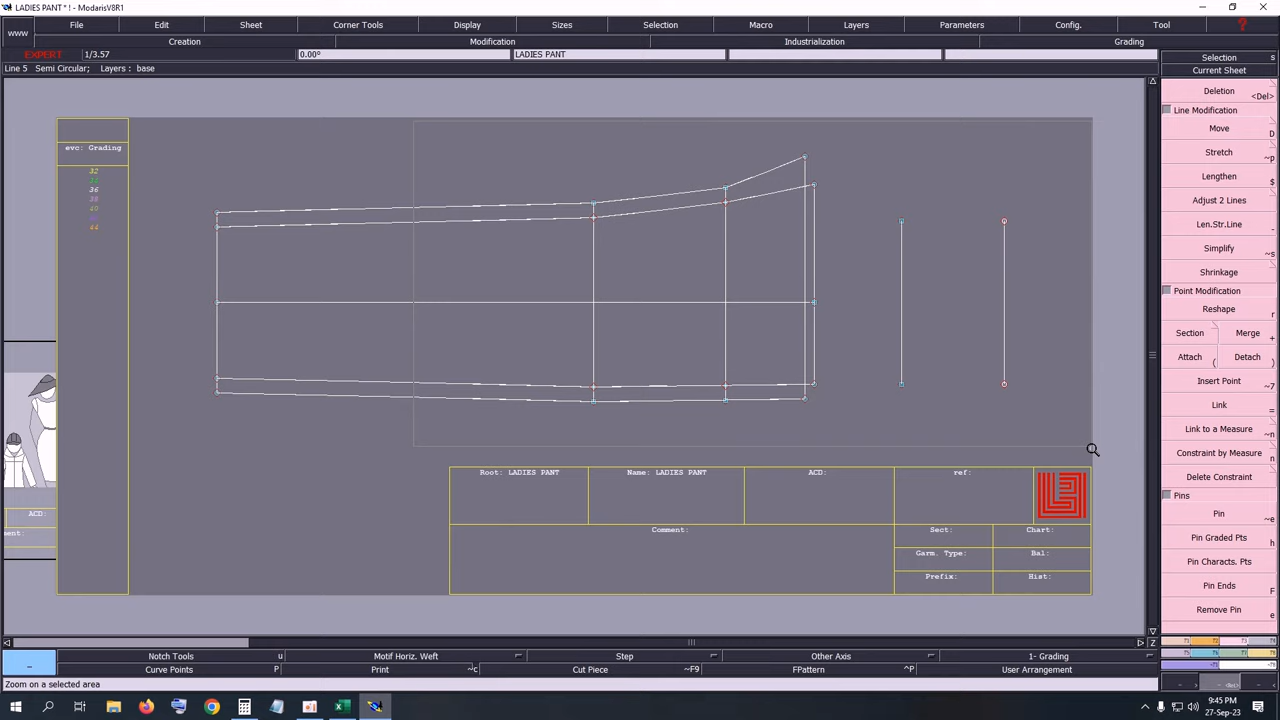 LADIES PANT * ! - ModarisV8R1
www
File Edit Sheet Corner Tools Display Sizes Selection Macro Layers Parameters Config. Tool ?
Creation Modification Industrialization Grading
EXPERT 1/3.57 0.00º LADIES PANT
Line 5 Semi Circular; Layers : base
Selection s
Current Sheet
Deletion <Del>
Line Modification
Move D
Stretch ~p
Lengthen $
Adjust 2 Lines
Len.Str.Line -
Simplify ~s
Shrinkage
Point Modification
Reshape r
Section Merge +
Attach ( Detach )
Insert Point ~7
Link =
Link to a Measure ~n
Constraint by Measure n
Delete Constraint
Pins
Pin ~e
Pin Graded Pts h
Pin Characts. Pts
Pin Ends F
Remove Pin e
evc: Grading
32
36
38
40
44
ACD:
ment:
Root: LADIES PANT Name: LADIES PANT ACD: ref:
Comment:
Sect: Chart:
Garm. Type: Bal:
Prefix: Hist:
Z
Notch Tools u Motif Horiz. Weft Step Other Axis 1- Grading
Curve Points P Print ~c Cut Piece ~F9 FPattern ^P User Arrangement
Zoom on a selected area
9:45 PM
27-Sep-23